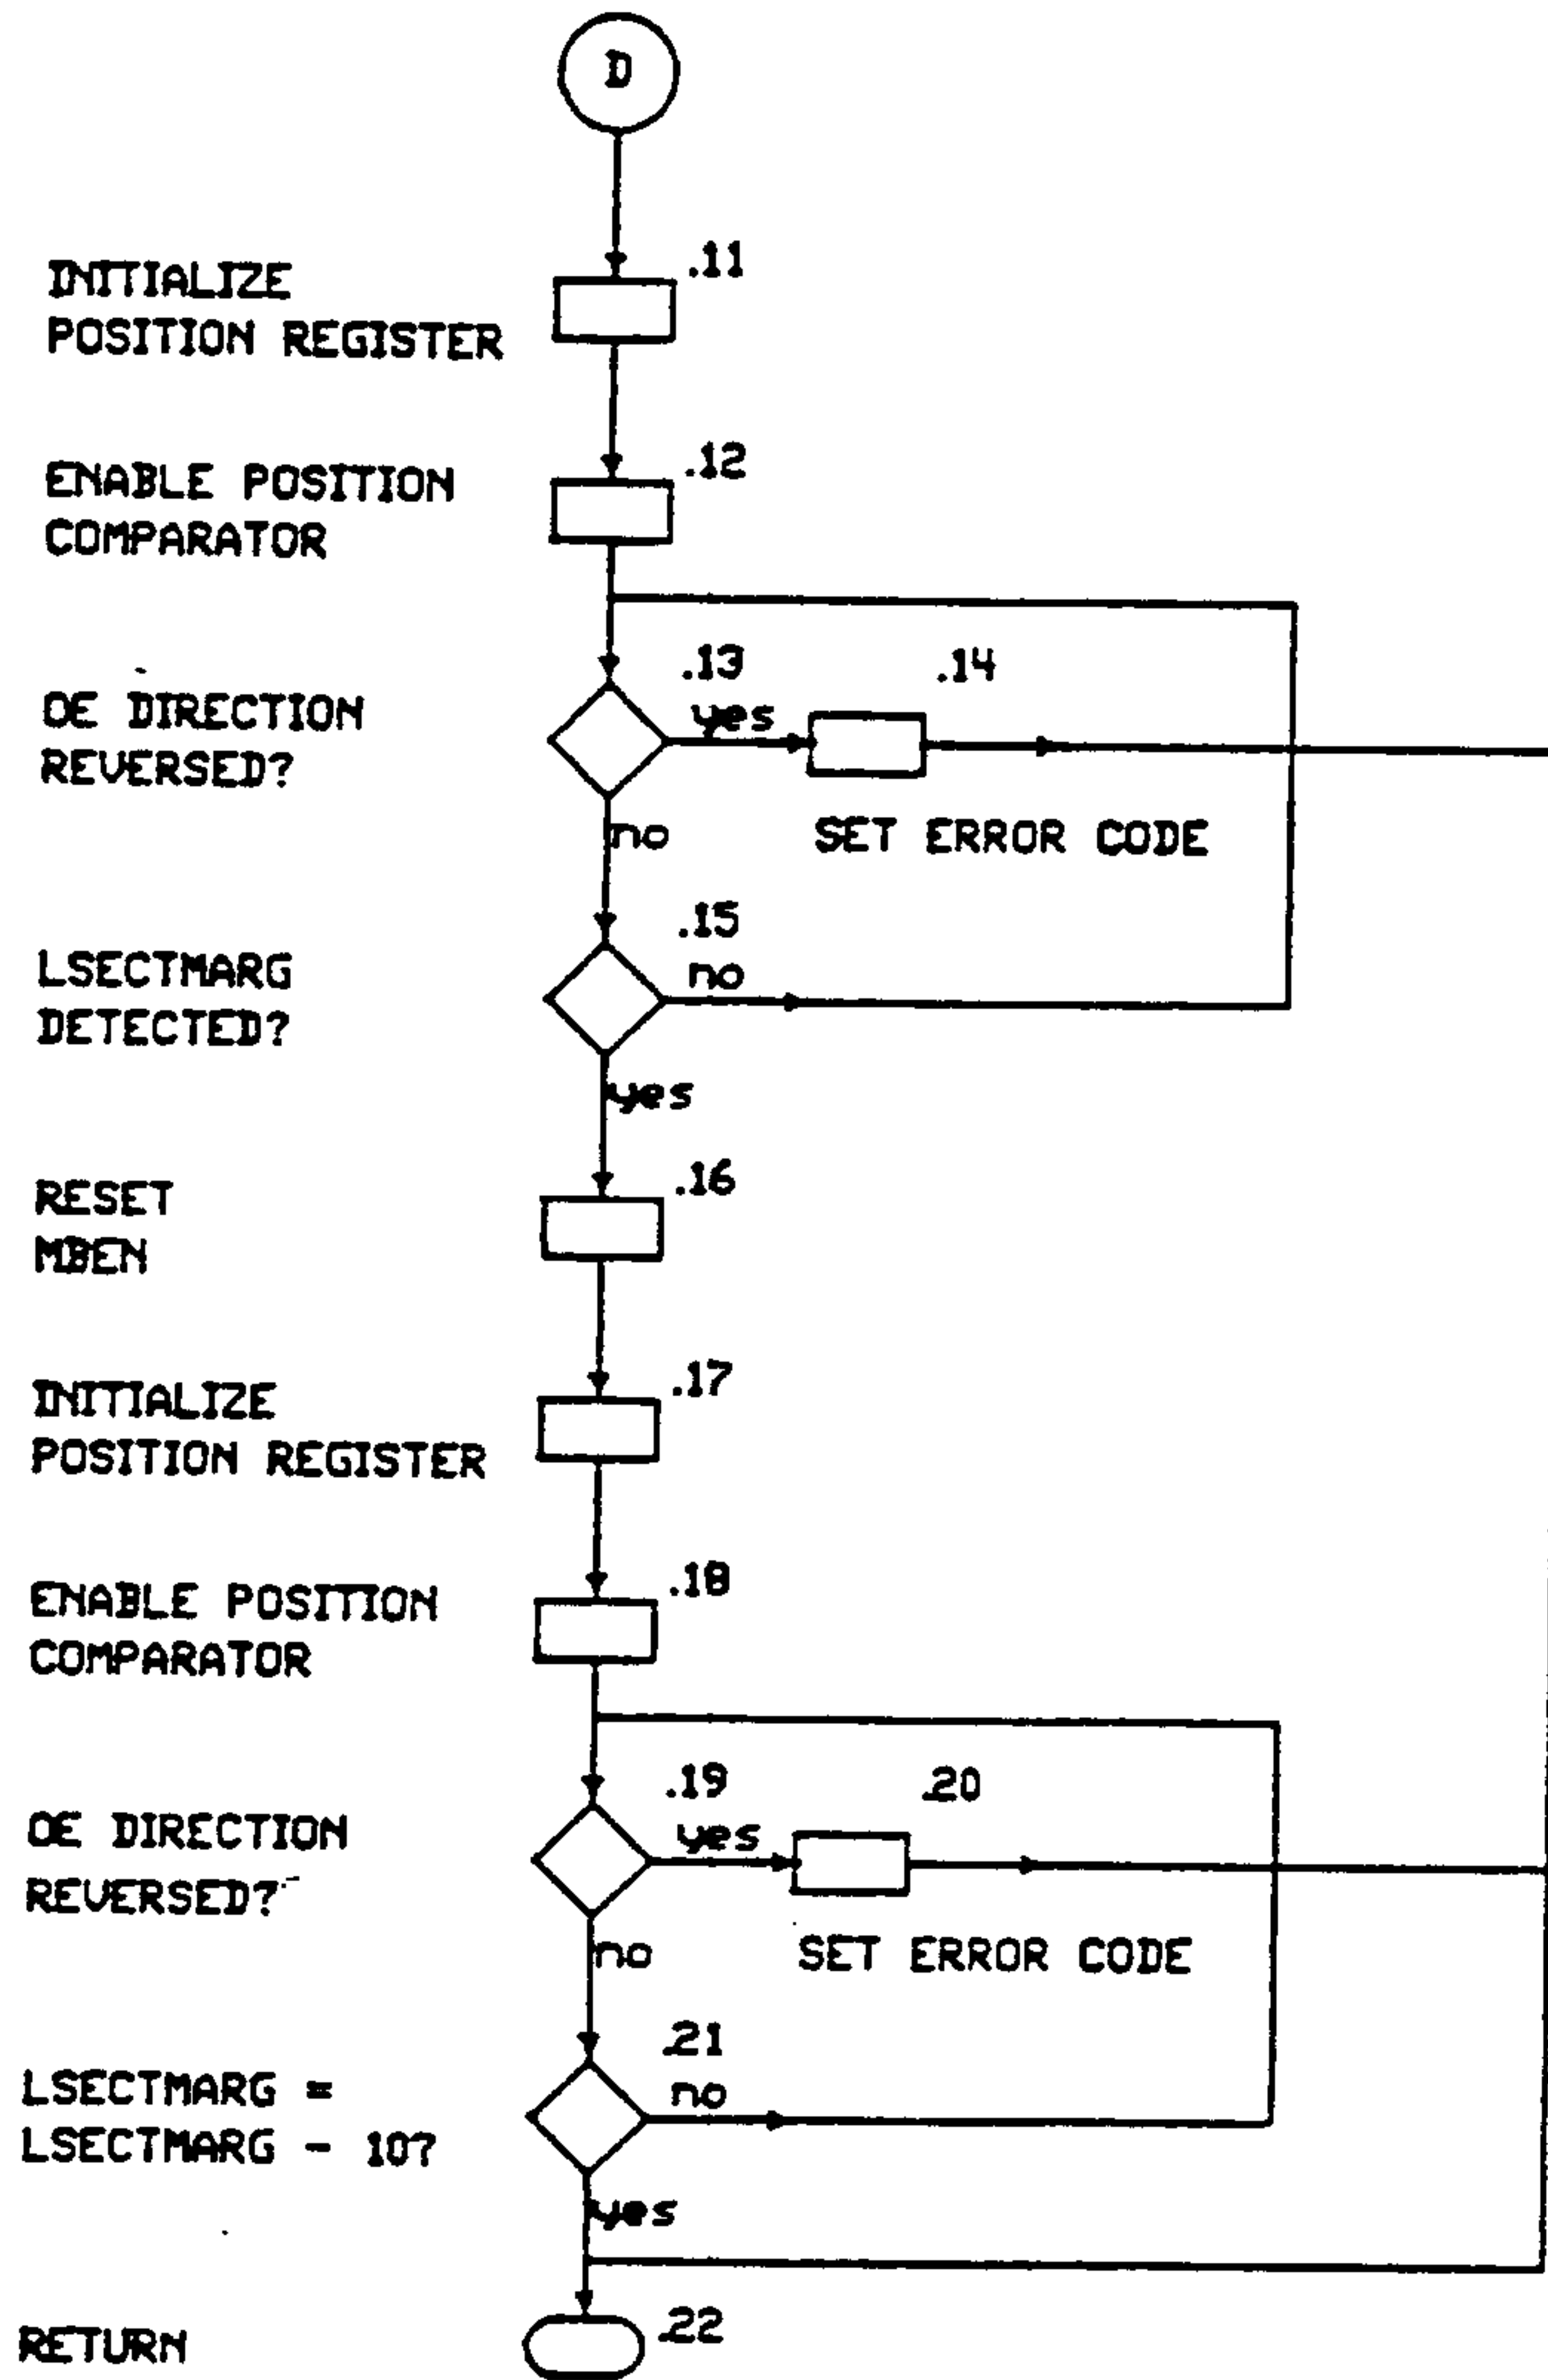 D
.11
INITIALIZE
POSITION REGISTER
.12
ENABLE POSITION
COMPARATOR
.13
.14
yes
OE DIRECTION
REVERSED?
no
SET ERROR CODE
.15
no
LSECTMARG
DETECTED?
yes
.16
RESET
MBEN
.17
INITIALIZE
POSITION REGISTER
.18
ENABLE POSITION
COMPARATOR
.19
.20
yes
OE DIRECTION
REVERSED?
no
SET ERROR CODE
.21
no
LSECTMARG =
LSECTMARG - 10?
yes
.22
RETURN